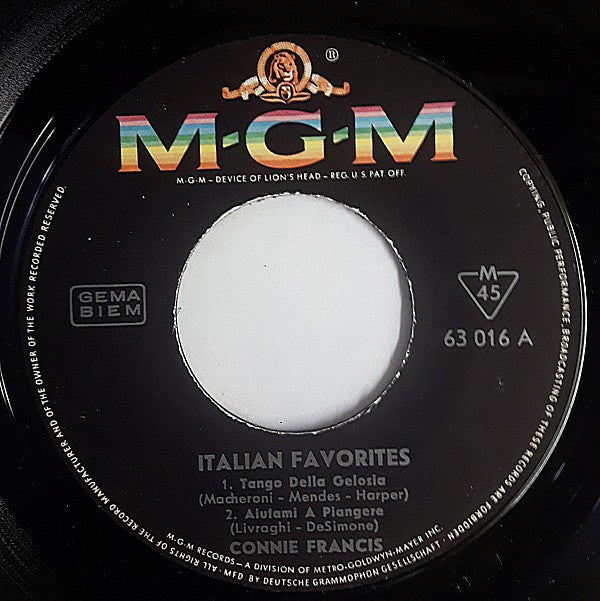 ®
M-G-M
M-G-M – DEVICE OF LION'S HEAD – REG. U.S. PAT. OFF.
GEMA
BIEM
M
45
63 016 A
ITALIAN FAVORITES
1. Tango Della Gelosia
(Macheroni - Mendes - Harper)
2. Aiutami A Piangere
(Livraghi - DeSimone)
CONNIE FRANCIS
M-G-M RECORDS – A DIVISION OF METRO-GOLDWYN-MAYER INC.
ALL RIGHTS OF THE RECORD MANUFACTURER AND OF THE OWNER OF THE WORK RECORDED RESERVED.
COPYING, PUBLIC PERFORMANCE, BROADCASTING OF THESE RECORDS ARE FORBIDDEN
· MFD. BY DEUTSCHE GRAMMOPHON GESELLSCHAFT ·